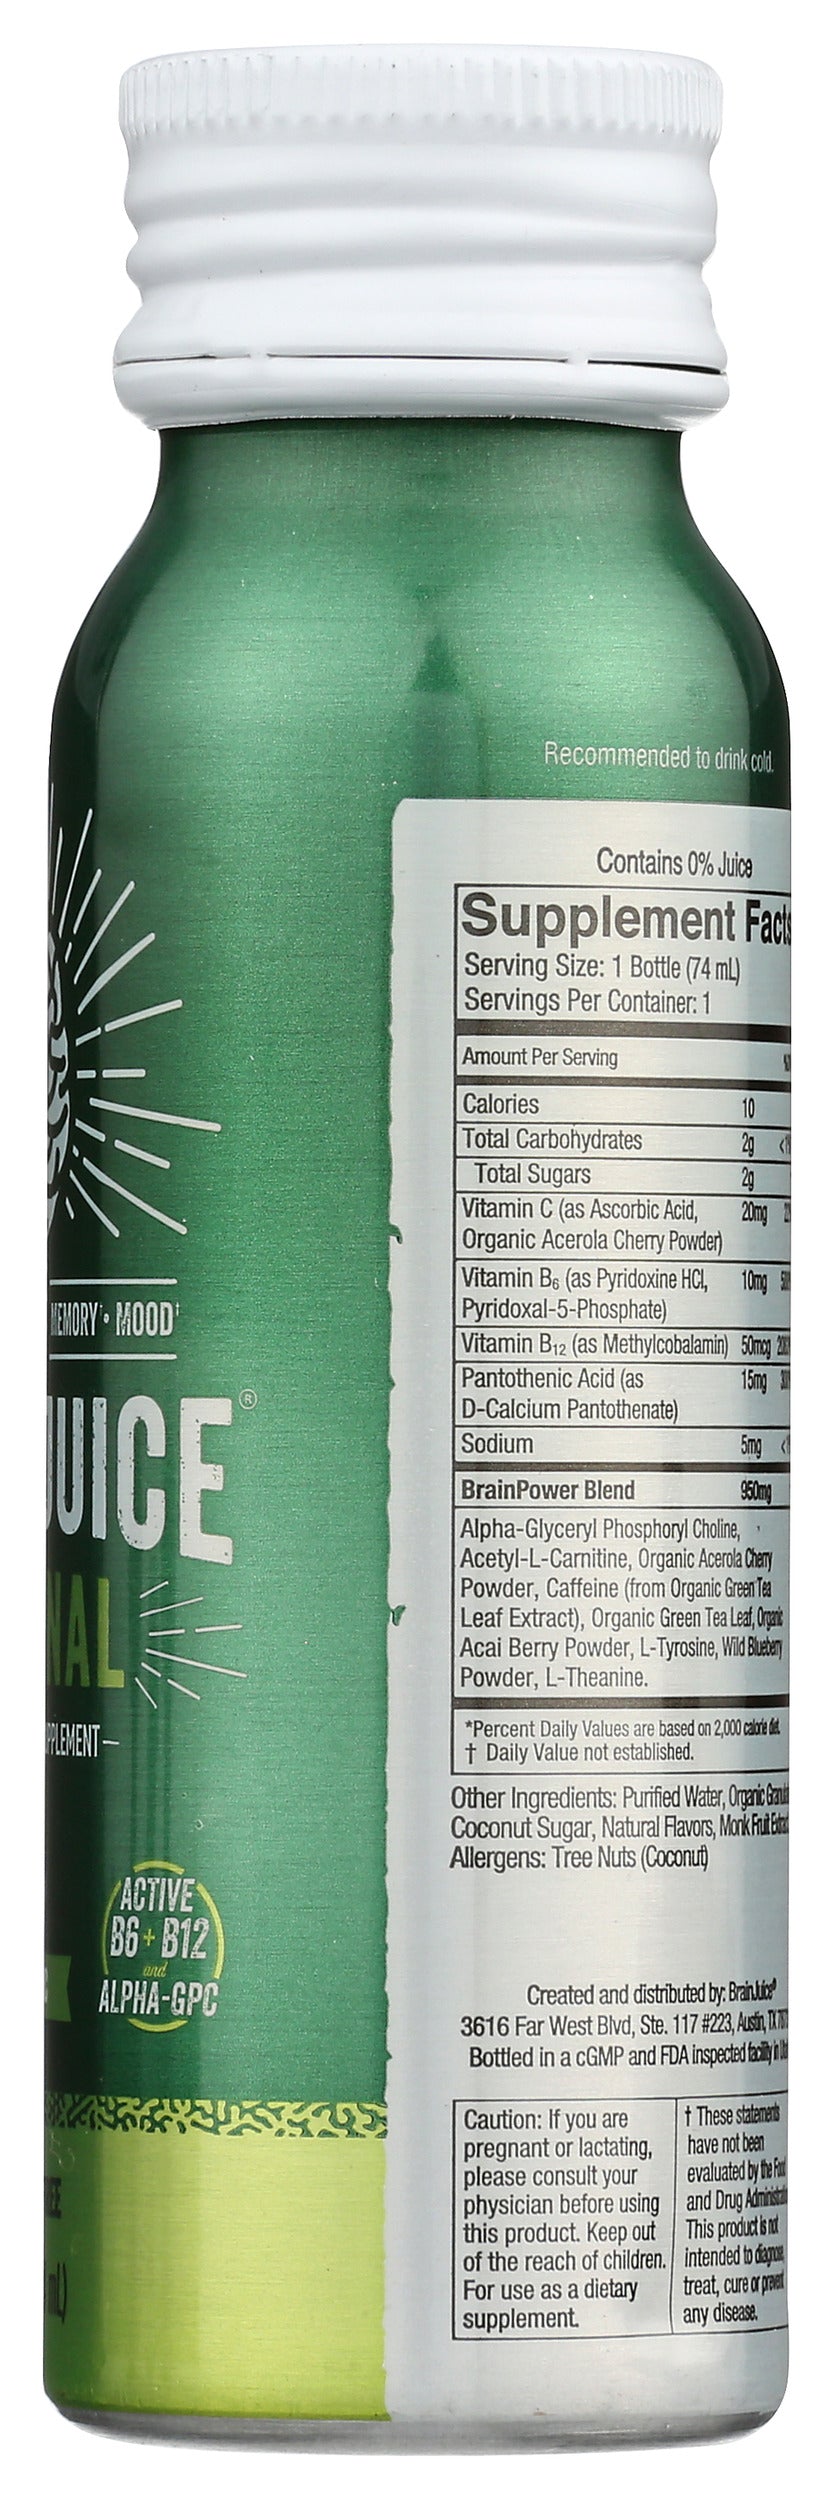 Recommended to drink cold.
Contains 0% Juice
Supplement Facts
Serving Size: 1 Bottle (74 mL)
Servings Per Container: 1
Amount Per Serving
Calories 10
Total Carbohydrates 2g
Total Sugars 2g
Vitamin C (as Ascorbic Acid, 20mg
Organic Acerola Cherry Powder)
Vitamin B6 (as Pyridoxine HCl, 10mg
Pyridoxal-5-Phosphate)
Vitamin B12 (as Methylcobalamin) 50mcg
Pantothenic Acid (as 15mg
D-Calcium Pantothenate)
Sodium 5mg
BrainPower Blend 950mg
Alpha-Glyceryl Phosphoryl Choline,
Acetyl-L-Carnitine, Organic Acerola Cherry
Powder, Caffeine (from Organic Green Tea
Leaf Extract), Organic Green Tea Leaf, Organic
Acai Berry Powder, L-Tyrosine, Wild Blueberry
Powder, L-Theanine.
*Percent Daily Values are based on 2,000 calorie diet.
† Daily Value not established.
Other Ingredients: Purified Water, Organic
Coconut Sugar, Natural Flavors, Monk Fruit
Allergens: Tree Nuts (Coconut)
Created and distributed by: BrainJuice®
3616 Far West Blvd, Ste. 117 #223, Austin, TX
Bottled in a cGMP and FDA inspected facility in
Caution: If you are
pregnant or lactating,
please consult your
physician before using
this product. Keep out
of the reach of children.
For use as a dietary
supplement.
† These statements
have not been
evaluated by the
and Drug
This product is not
intended to diagnose,
treat, cure or prevent
any disease.
MEMORY† • MOOD†
JUICE®
NAL
PPLEMENT
ACTIVE
B6 + B12
and
ALPHA-GPC
mL)